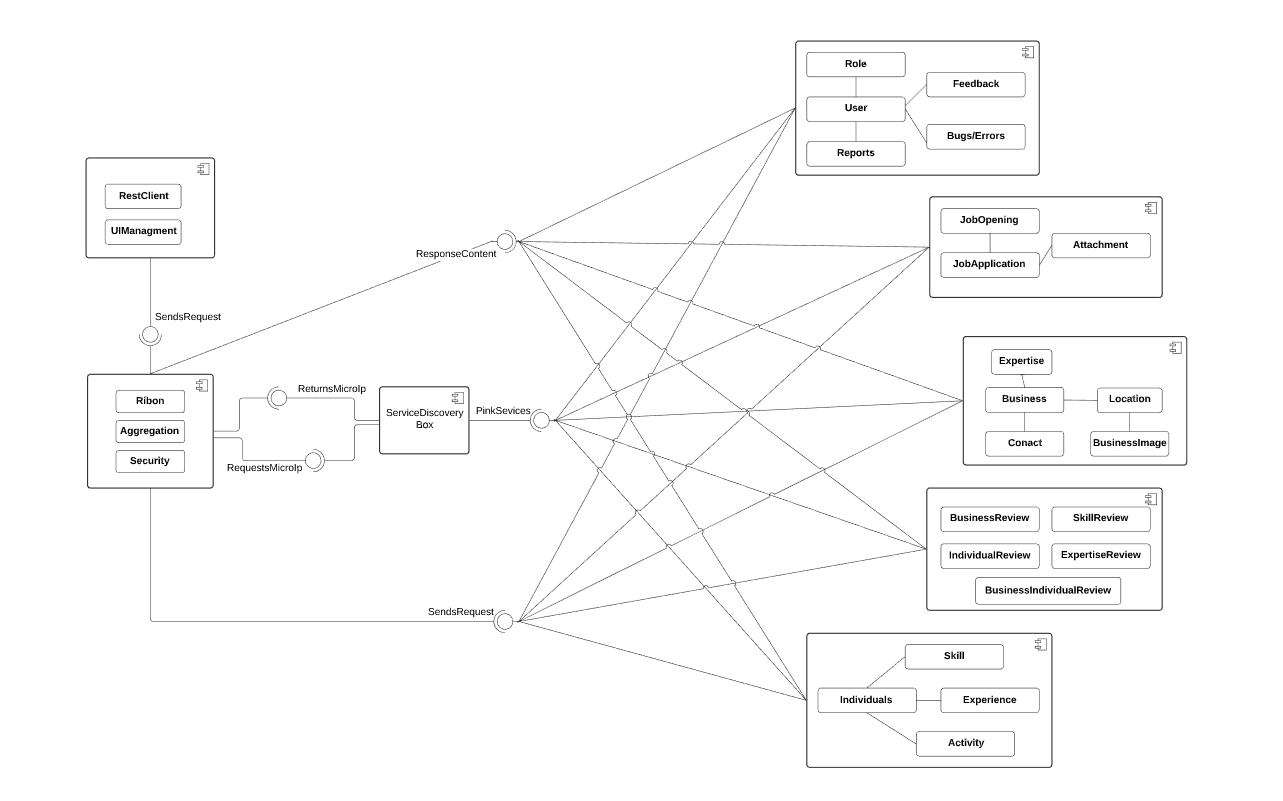 RestClient
UIManagment
SendsRequest
Ribon
Aggregation
Security
ReturnsMicroIp
RequestsMicroIp
ServiceDiscovery
Box
PinkSevices
ResponseContent
SendsRequest
Role
User
Reports
Feedback
Bugs/Errors
JobOpening
JobApplication
Attachment
Expertise
Business
Location
Conact
BusinessImage
BusinessReview
SkillReview
IndividualReview
ExpertiseReview
BusinessIndividualReview
Skill
Individuals
Experience
Activity